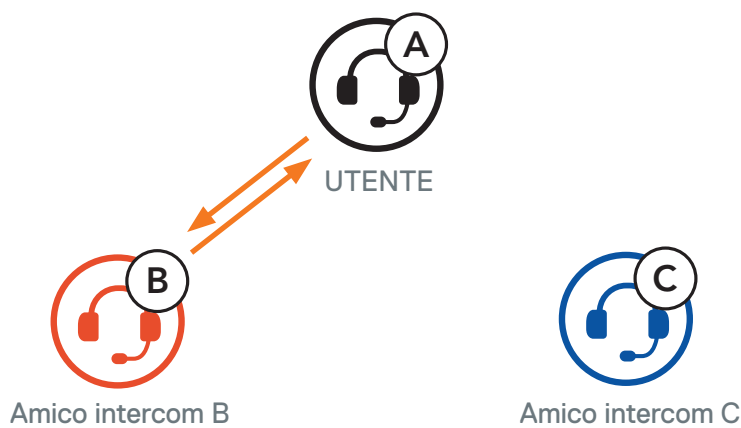 A
UTENTE
B
C
Amico intercom B
Amico intercom C